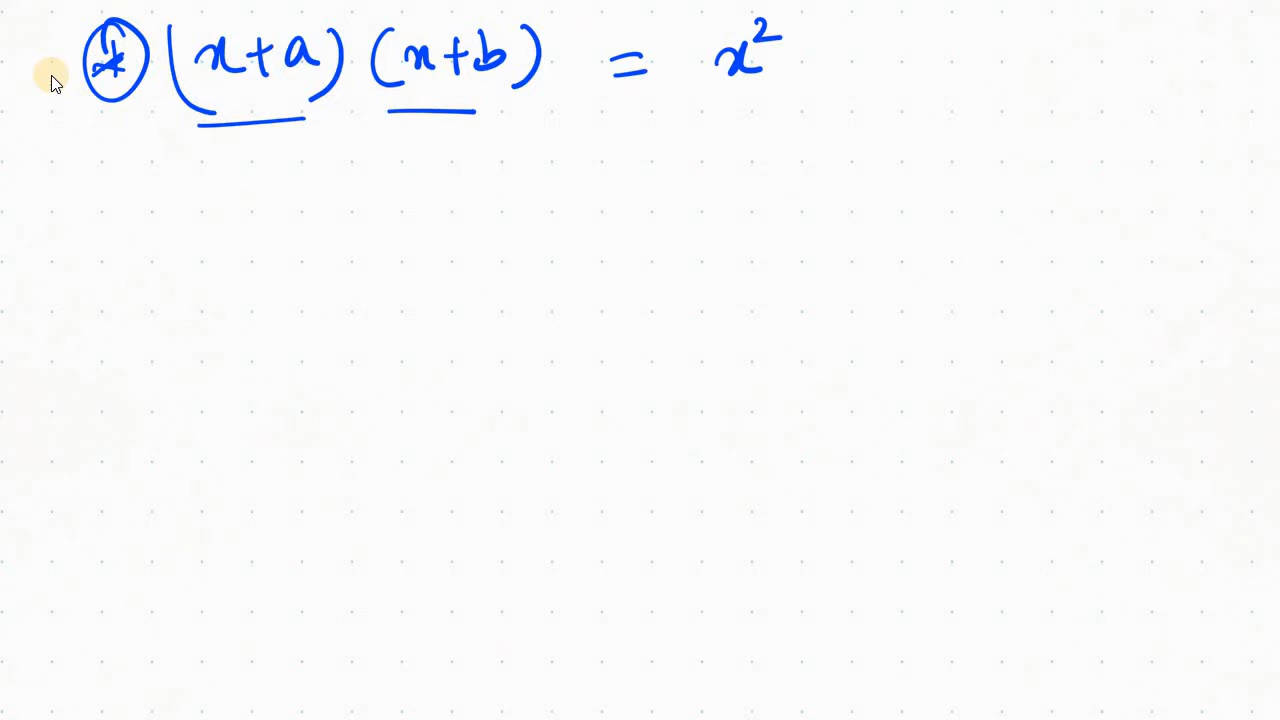 (x+a) (x+b) = x²